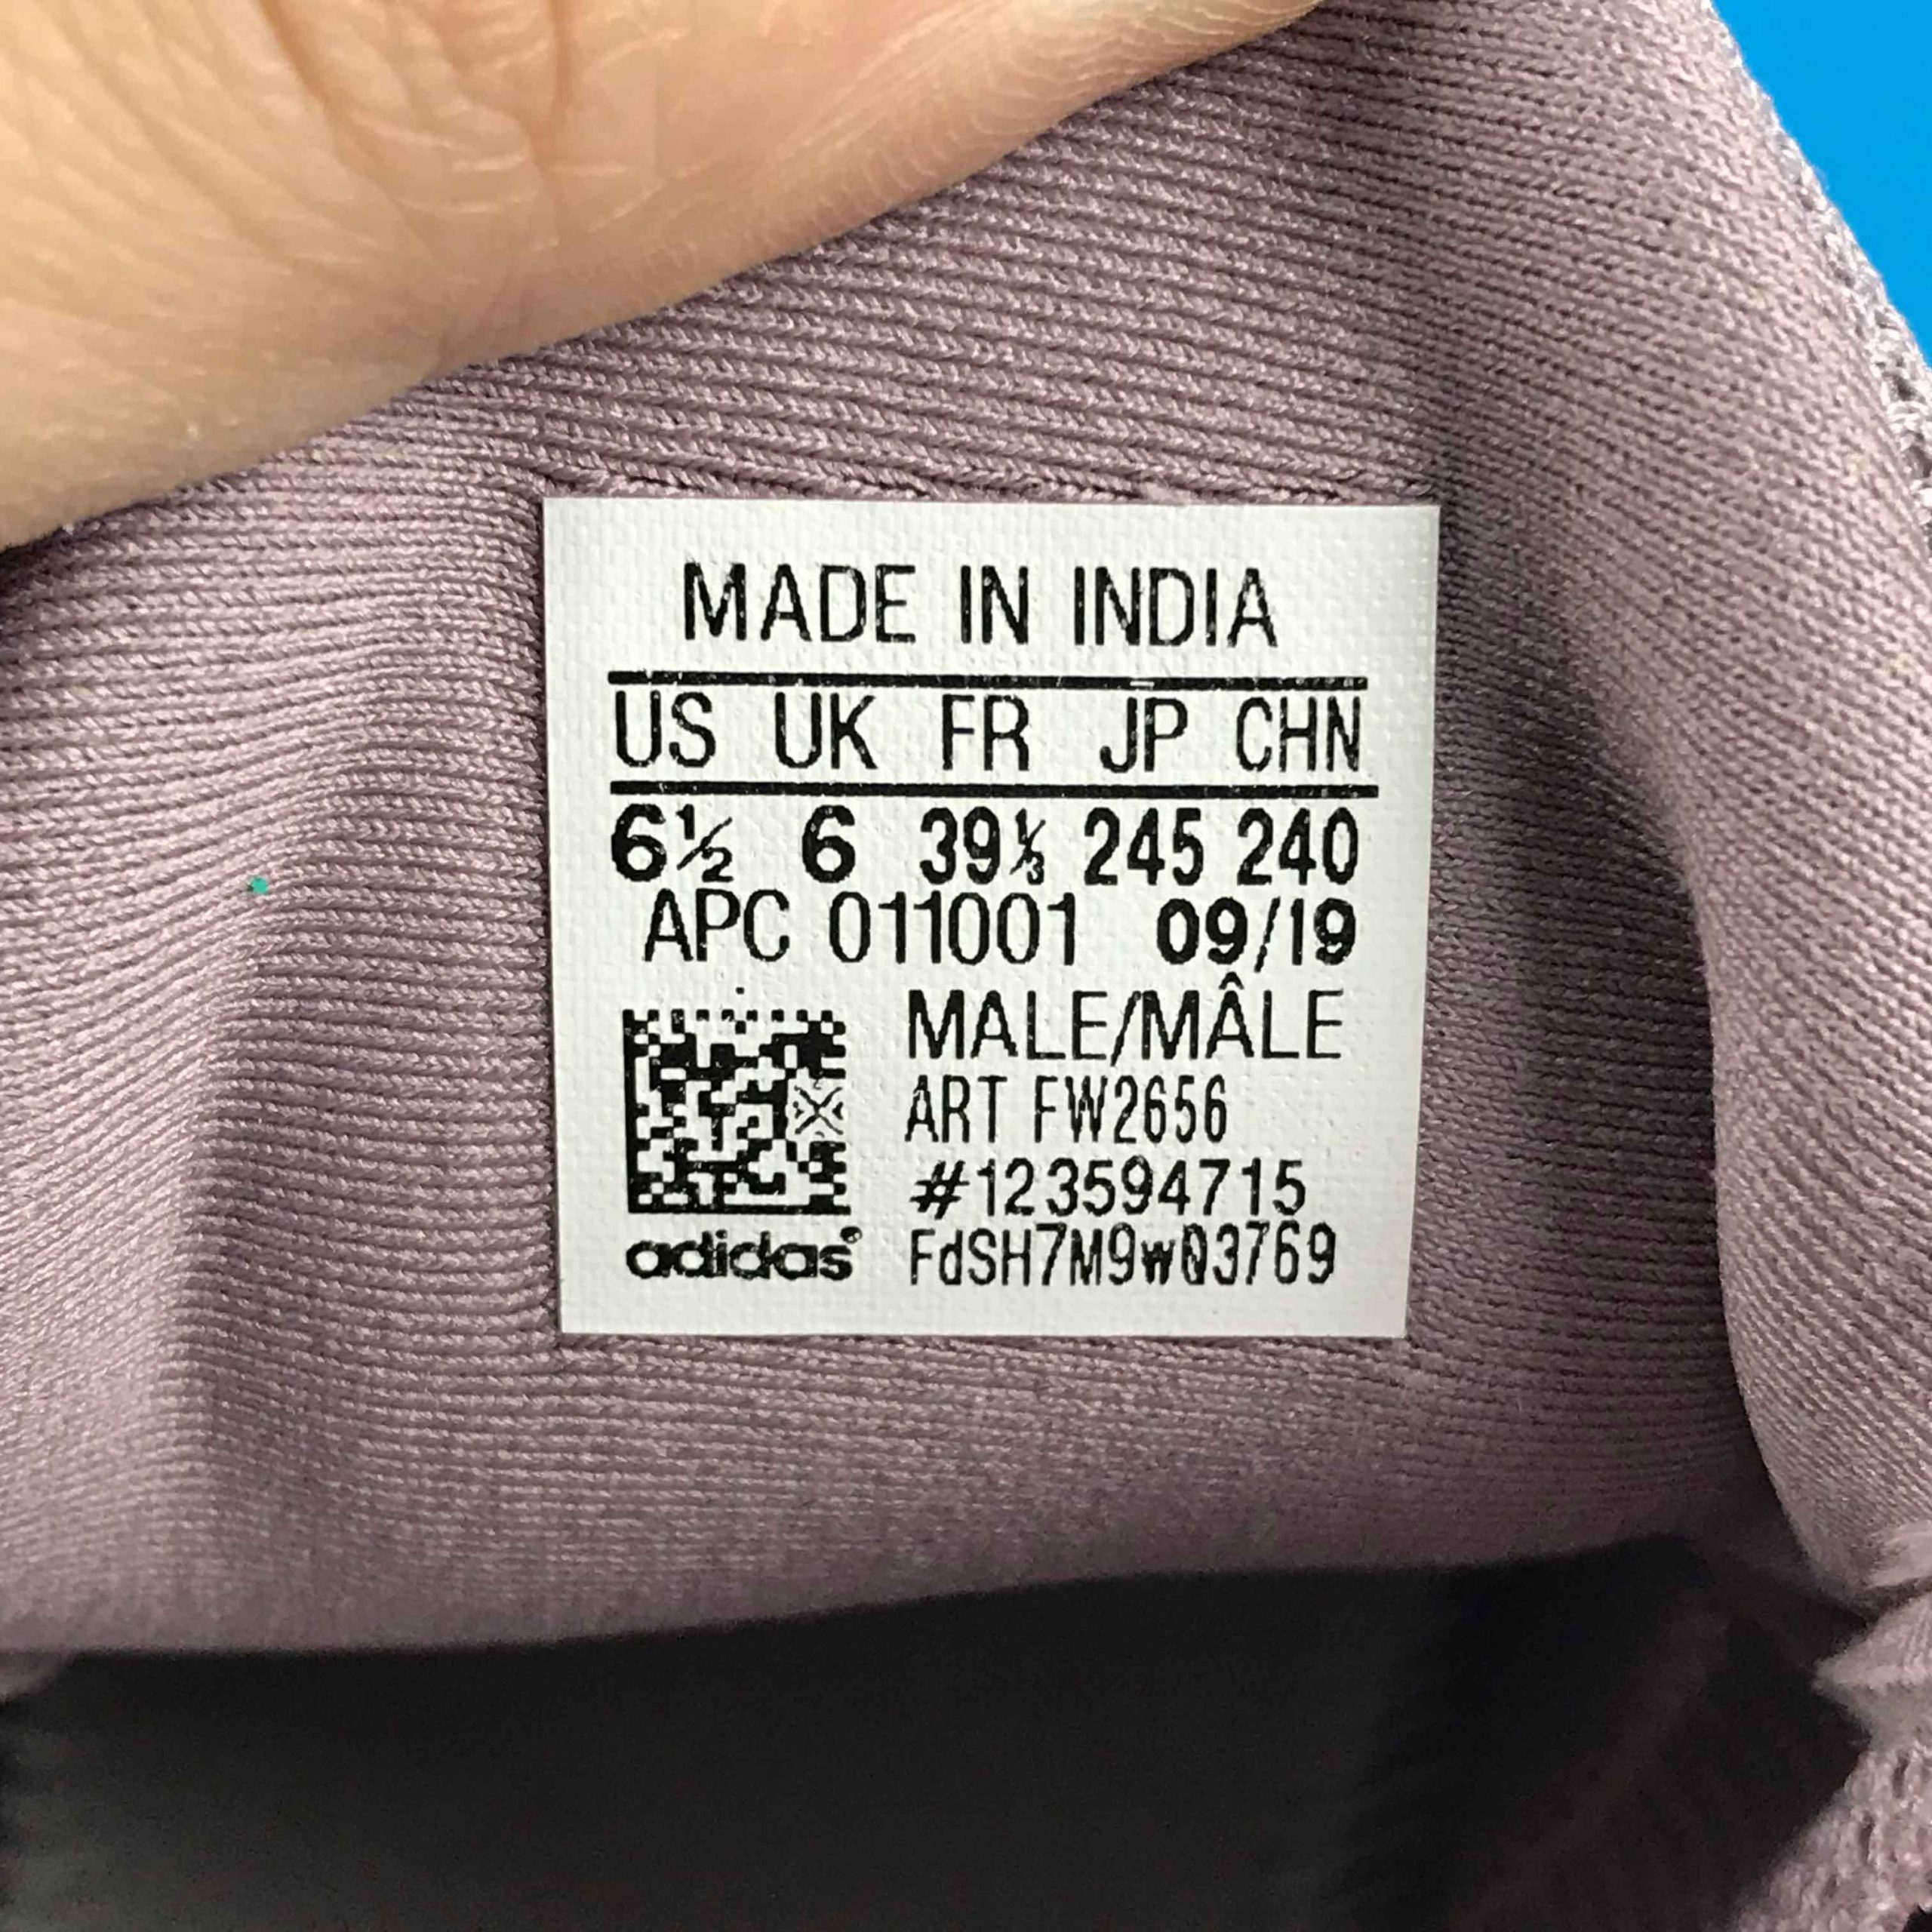 MADE IN INDIA
US UK FR JP CHN
6½ 6 39⅓ 245 240
APC 011001 09/19
MALE/MÂLE
ART FW2656
#123594715
adidas® FdSH7M9wQ3769